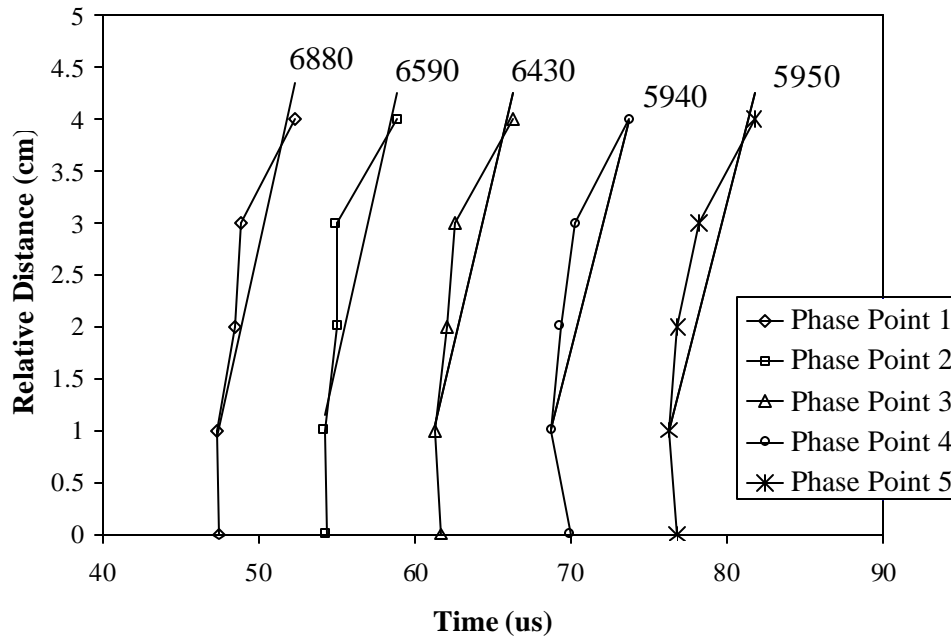 5
4.5
4
3.5
3
2.5
2
1.5
1
0.5
0
Relative Distance (cm)
6880
6590
6430
5940
5950
Phase Point 1
Phase Point 2
Phase Point 3
Phase Point 4
Phase Point 5
40 50 60 70 80 90
Time (us)